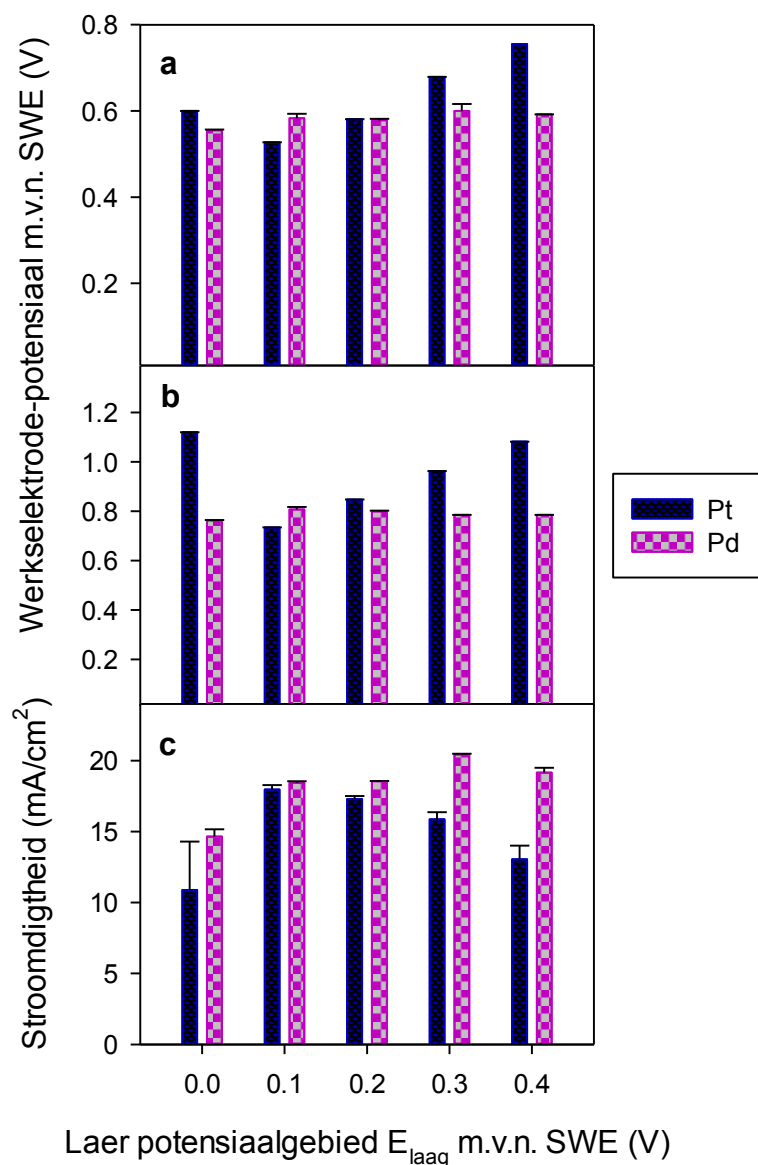 Werkselektrode-potensiaal m.v.n. SWE (V)
0.8
0.6
0.4
0.2
a
1.2
1.0
0.8
0.6
0.4
0.2
b
Pt
Pd
Stroomdigtheid (mA/cm²)
20
15
10
5
0
c
0.0 0.1 0.2 0.3 0.4
Laer potensiaalgebied E_laag m.v.n. SWE (V)